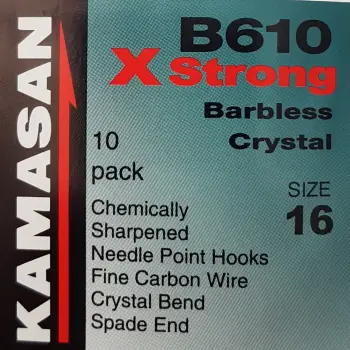 KAMASAN
B610
X Strong
Barbless
Crystal
10
pack
SIZE
16
Chemically
Sharpened
Needle Point Hooks
Fine Carbon Wire
Crystal Bend
Spade End